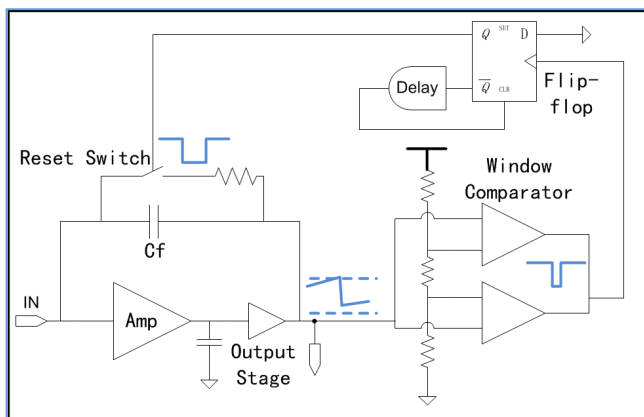 Q SET D
Q CLR
Delay
Flip-
flop
Reset Switch
Window
Comparator
Cf
IN
Amp
Output
Stage